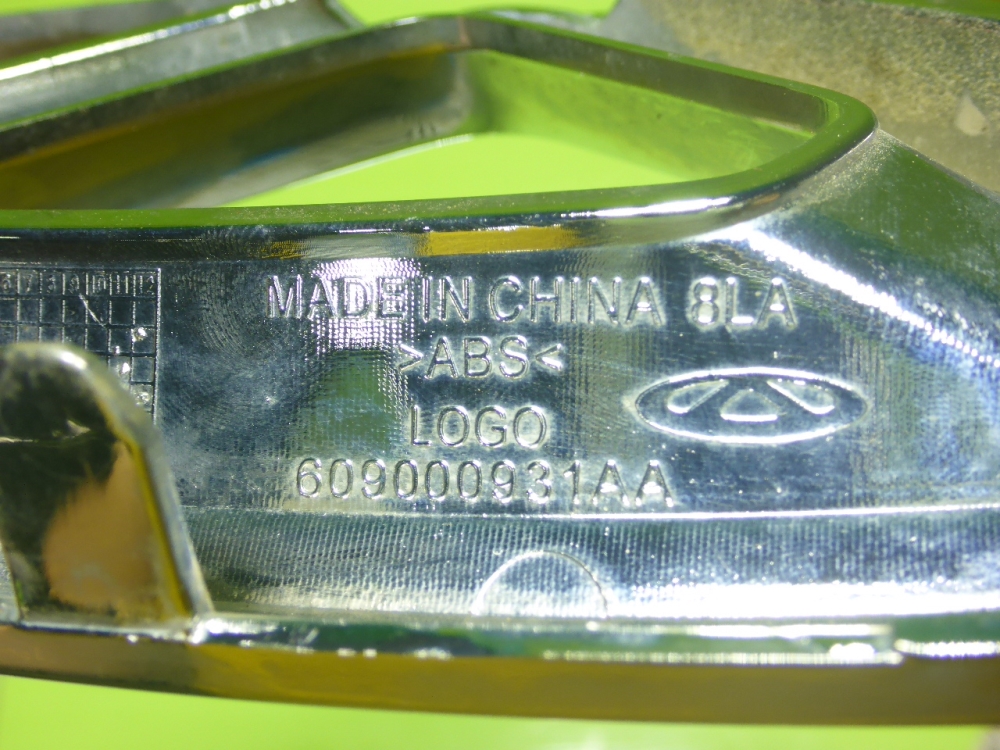 MADE IN CHINA 8LA
>ABS<
LOGO
609000931AA